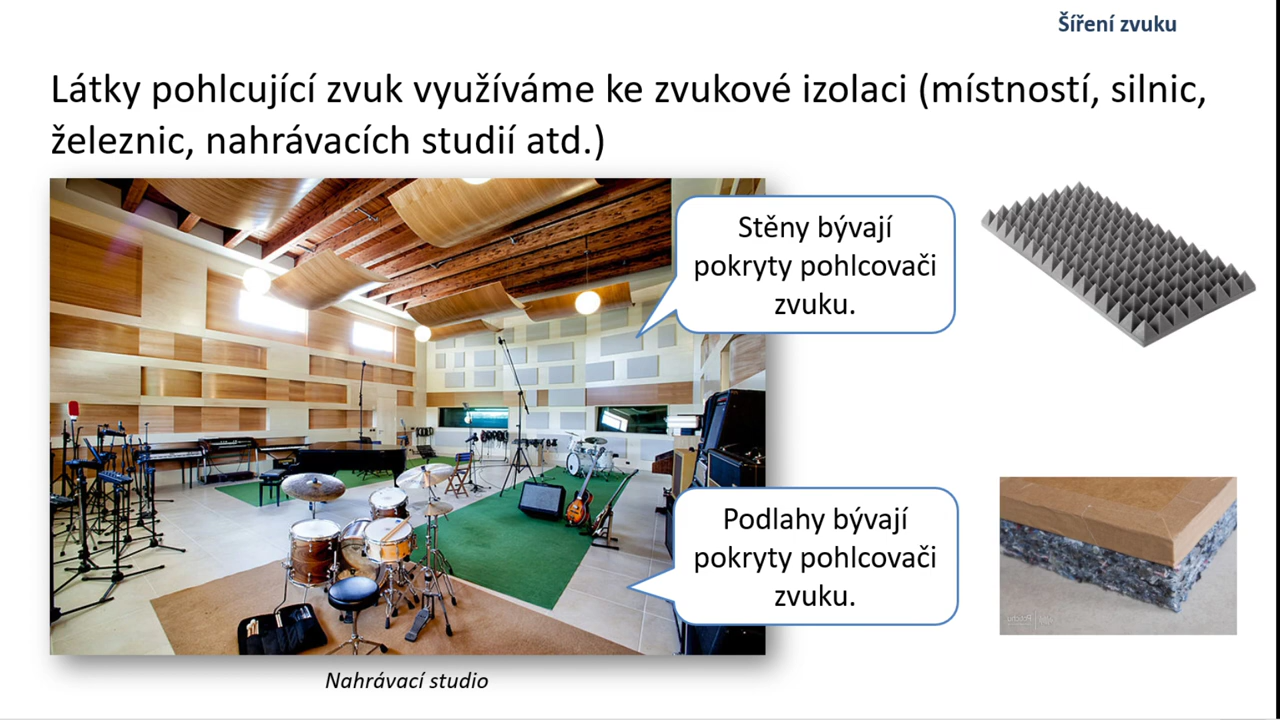 Šíření zvuku
Látky pohlcující zvuk využíváme ke zvukové izolaci (místností, silnic,
železnic, nahrávacích studií atd.)
Stěny bývají
pokryty pohlcovači
zvuku.
Podlahy bývají
pokryty pohlcovači
zvuku.
Nahrávací studio